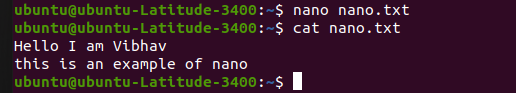 ubuntu@ubuntu-Latitude-3400:~$ nano nano.txt
ubuntu@ubuntu-Latitude-3400:~$ cat nano.txt
Hello I am Vibhav
this is an example of nano
ubuntu@ubuntu-Latitude-3400:~$